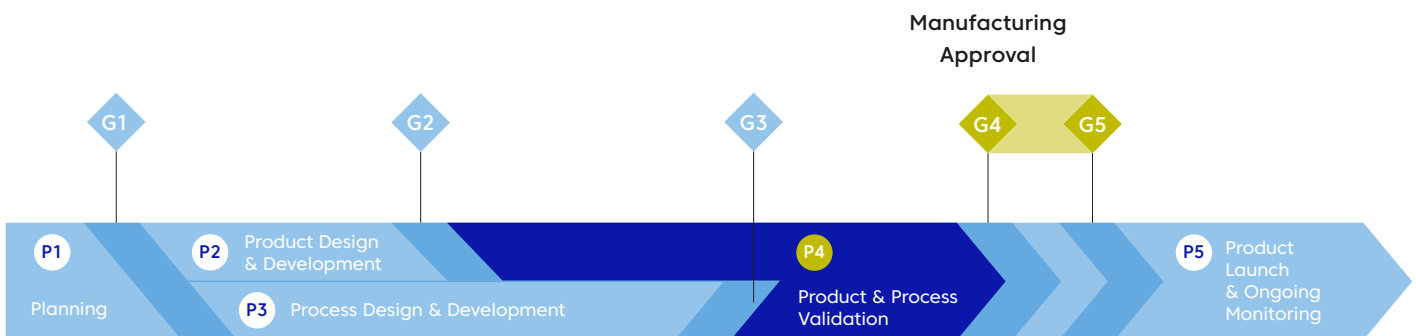 Manufacturing
Approval
G1
G2
G3
G4
G5
P1
Planning
P2
Product Design
& Development
P3
Process Design & Development
P4
Product & Process
Validation
P5
Product
Launch
& Ongoing
Monitoring